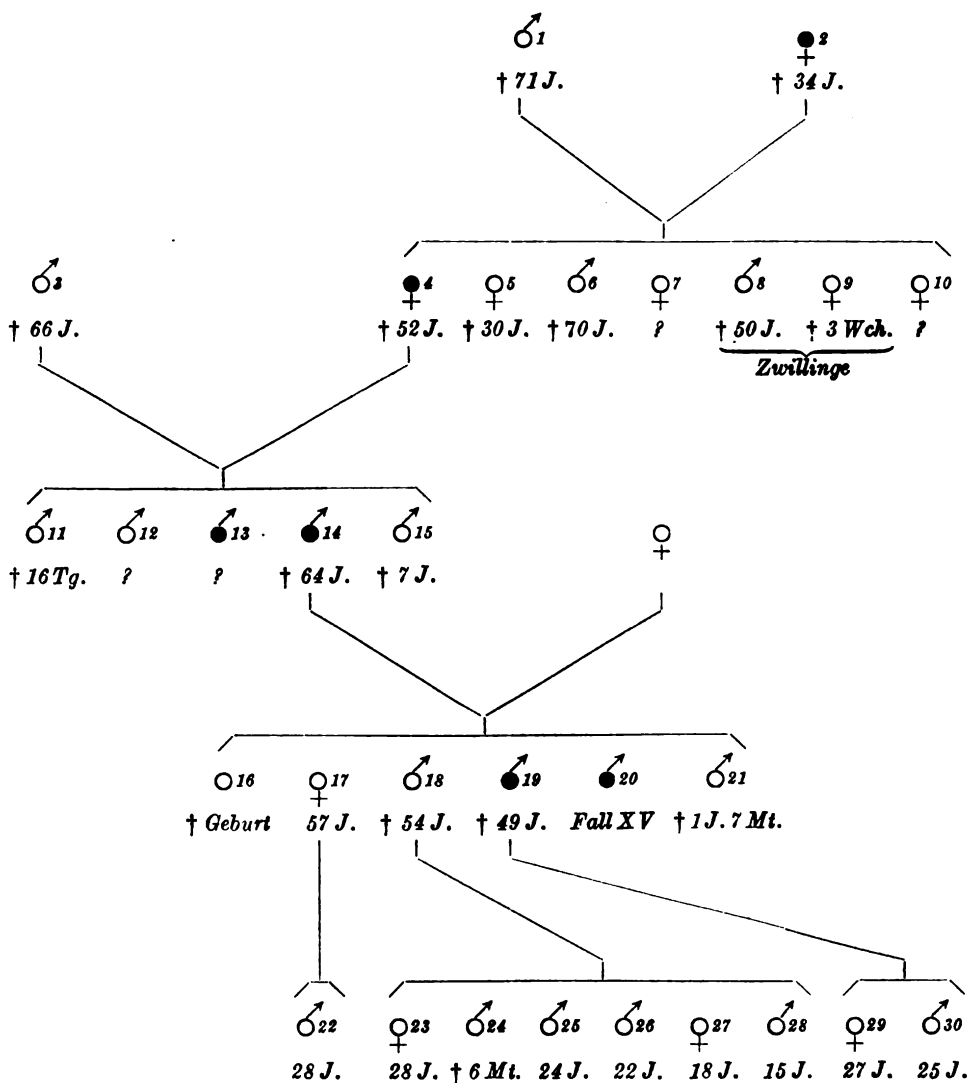 ♂1 ♀2
† 71 J. † 34 J.
♂3 ♀4 ♀5 ♂6 ♀7 ♂8 ♀9 ♀10
† 66 J. † 52 J. † 30 J. † 70 J. ? † 50 J. † 3 Wch. ?
Zwillinge
♂11 ♂12 ♂13 ♂14 ♂15 ♀
† 16 Tg. ? ? † 64 J. † 7 J.
16 ♀17 ♂18 ♂19 ♂20 ♂21
† Geburt 57 J. † 54 J. † 49 J. Fall XV † 1 J. 7 Mt.
♂22 ♀23 ♂24 ♂25 ♂26 ♀27 ♂28 ♀29 ♂30
28 J. 28 J. † 6 Mt. 24 J. 22 J. 18 J. 15 J. 27 J. 25 J.